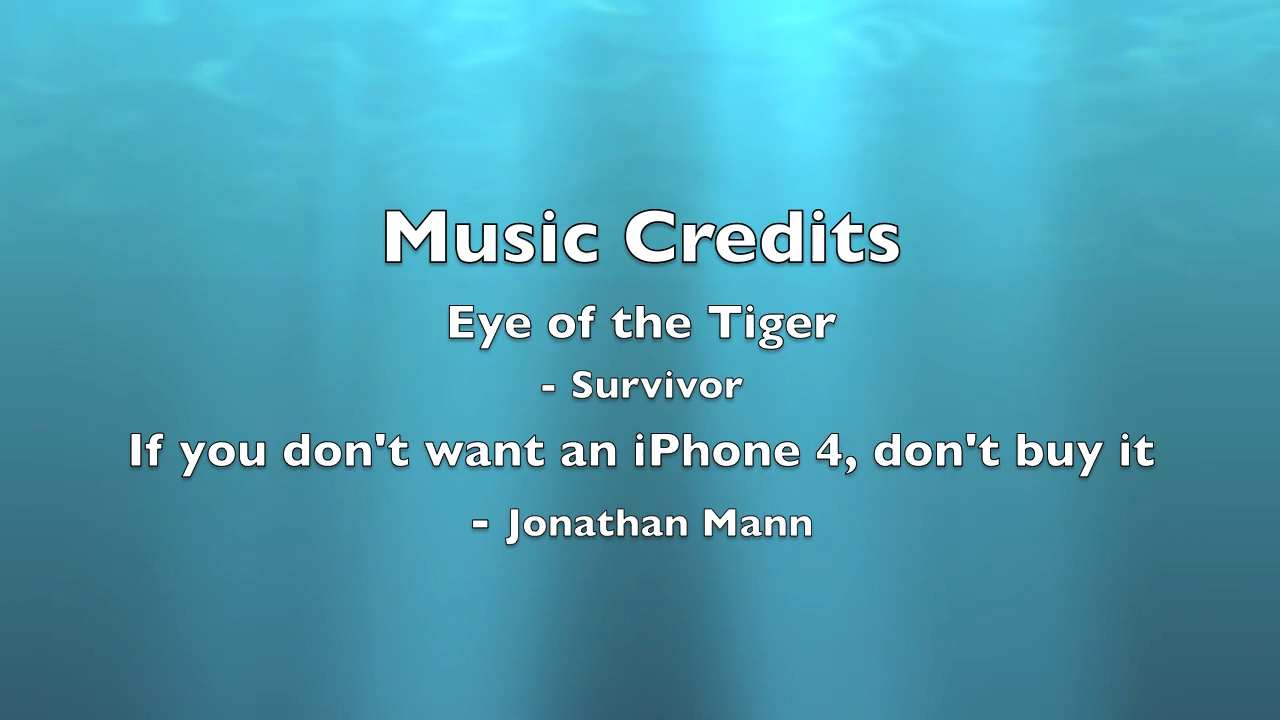 Music Credits
Eye of the Tiger
- Survivor
If you don't want an iPhone 4, don't buy it
- Jonathan Mann